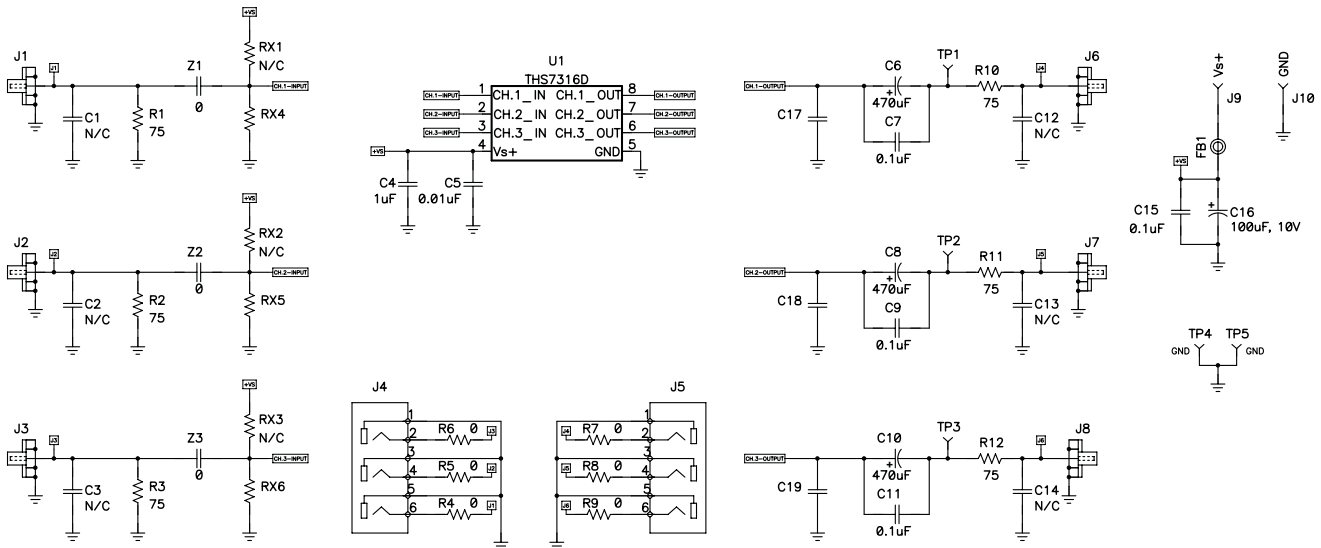 +VS
J1
J1
C1
N/C
R1
75
Z1
0
RX1
N/C
CH.1-INPUT
RX4
+VS
J2
J2
C2
N/C
R2
75
Z2
0
RX2
N/C
CH.2-INPUT
RX5
+VS
J3
J3
C3
N/C
R3
75
Z3
0
RX3
N/C
CH.3-INPUT
RX6
U1
THS7316D
CH.1-INPUT 1 CH.1_IN CH.1_OUT 8 CH.1-OUTPUT
CH.2-INPUT 2 CH.2_IN CH.2_OUT 7 CH.2-OUTPUT
CH.3-INPUT 3 CH.3_IN CH.3_OUT 6 CH.3-OUTPUT
+VS 4 Vs+ GND 5
C4
1uF
C5
0.01uF
J4
1
2 R6 0 J3
3
4 R5 0 J2
5
6 R4 0 J1
J5
1
J4 R7 0 2
3
J5 R8 0 4
5
J6 R9 0 6
CH.1-OUTPUT
C17
C6
+
470uF
C7
0.1uF
TP1
R10
75
J4
C12
N/C
J6
CH.2-OUTPUT
C18
C8
+
470uF
C9
0.1uF
TP2
R11
75
J5
C13
N/C
J7
CH.3-OUTPUT
C19
C10
+
470uF
C11
0.1uF
TP3
R12
75
J6
C14
N/C
J8
Vs+
J9
GND
J10
FB1
+VS
C15
0.1uF
+
C16
100uF, 10V
TP4 TP5
GND GND